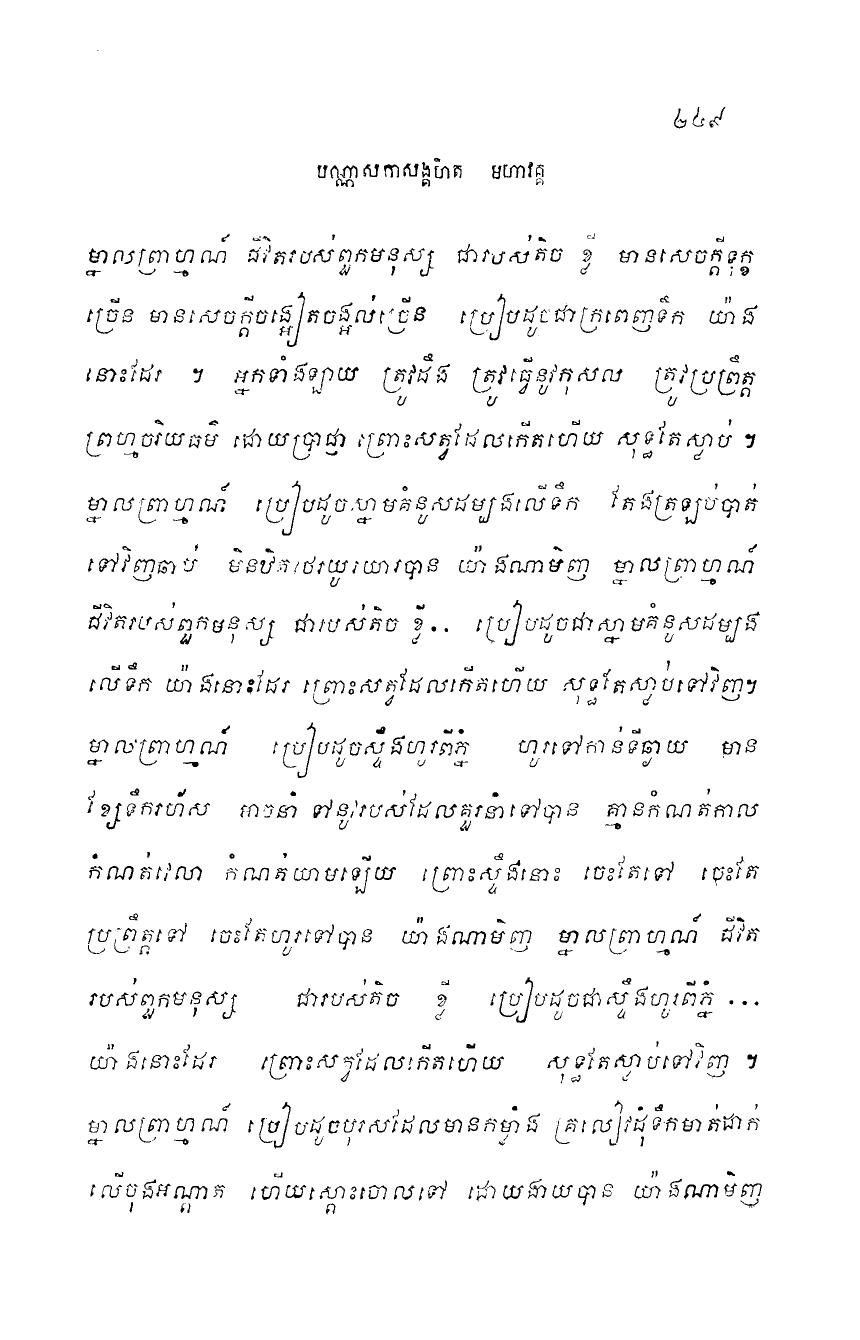 ២៤៩
បណ្ណាសកាសង្គហិត មហាវគ្គ
ម្នាលព្រាហ្មណ៍ ជីវិតរបស់ពួកមនុស្ស ជារបស់តិច ខ្លី មានសេចក្តីទុក្ខ
ច្រើន មានសេចក្តីចង្អៀតចង្អល់ច្រើន ប្រៀបដូចជាក្រពេញទឹក យ៉ាង
នោះដែរ ។ អ្នកទាំងឡាយ ត្រូវដឹង ត្រូវធ្វើនូវកុសល ត្រូវប្រព្រឹត្ត
ព្រហ្មចរិយធម៌ ដោយប្រាជ្ញា ព្រោះសត្វដែលកើតហើយ សុទ្ធតែស្លាប់ ។
ម្នាលព្រាហ្មណ៍ ប្រៀបដូចស្នាមគំនូសដម្បងលើទឹក តែងត្រឡប់បាត់
ទៅវិញឆាប់ មិនឋិតថេរយូរយារបាន យ៉ាងណាមិញ ម្នាលព្រាហ្មណ៍
ជីវិតរបស់ពួកមនុស្ស ជារបស់តិច ខ្លី.. ប្រៀបដូចជាស្នាមគំនូសដម្បង
លើទឹក យ៉ាងនោះដែរ ព្រោះសត្វដែលកើតហើយ សុទ្ធតែស្លាប់ទៅវិញ។
ម្នាលព្រាហ្មណ៍ ប្រៀបដូចស្ទឹងហូរពីភ្នំ ហូរទៅកាន់ទីឆ្ងាយ មាន
ខ្សែទឹករហ័ស អាចនាំ ទៅនូវរបស់ដែលគួរនាំទៅបាន គ្មានកំណត់កាល
កំណត់វេលា កំណត់យាមឡើយ ព្រោះស្ទឹងនោះ ចេះតែទៅ ចេះតែ
ប្រព្រឹត្តទៅ ចេះតែហូរទៅបាន យ៉ាងណាមិញ ម្នាលព្រាហ្មណ៍ ជីវិត
របស់ពួកមនុស្ស ជារបស់តិច ខ្លី ប្រៀបដូចជាស្ទឹងហូរពីភ្នំ ...
យ៉ាងនោះដែរ ព្រោះសត្វដែលកើតហើយ សុទ្ធតែស្លាប់ទៅវិញ ។
ម្នាលព្រាហ្មណ៍ ប្រៀបដូចបុរសដែលមានកម្លាំង គ្រលៀវដុំទឹកមាត់ដាក់
លើចុងអណ្តាត ហើយស្តោះចោលទៅ ដោយងាយបាន យ៉ាងណាមិញ